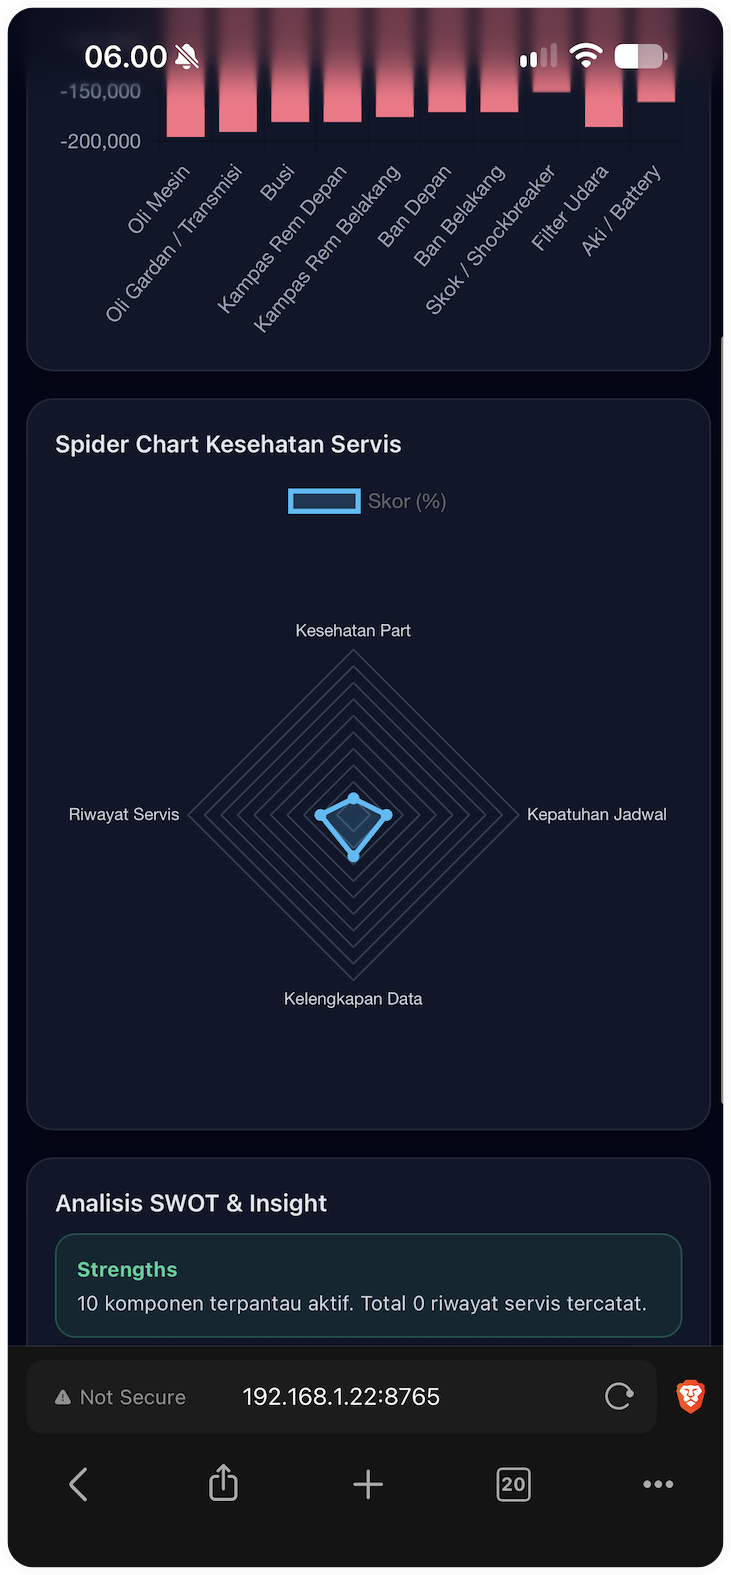 06.00
-150,000
-200,000
Oli Mesin
Oli Gardan / Transmisi
Busi
Kampas Rem Depan
Kampas Rem Belakang
Ban Depan
Ban Belakang
Skok / Shockbreaker
Filter Udara
Aki / Battery
Spider Chart Kesehatan Servis
Skor (%)
Kesehatan Part
Riwayat Servis
Kepatuhan Jadwal
Kelengkapan Data
Analisis SWOT & Insight
Strengths
10 komponen terpantau aktif. Total 0 riwayat servis tercatat.
Not Secure 192.168.1.22:8765
20